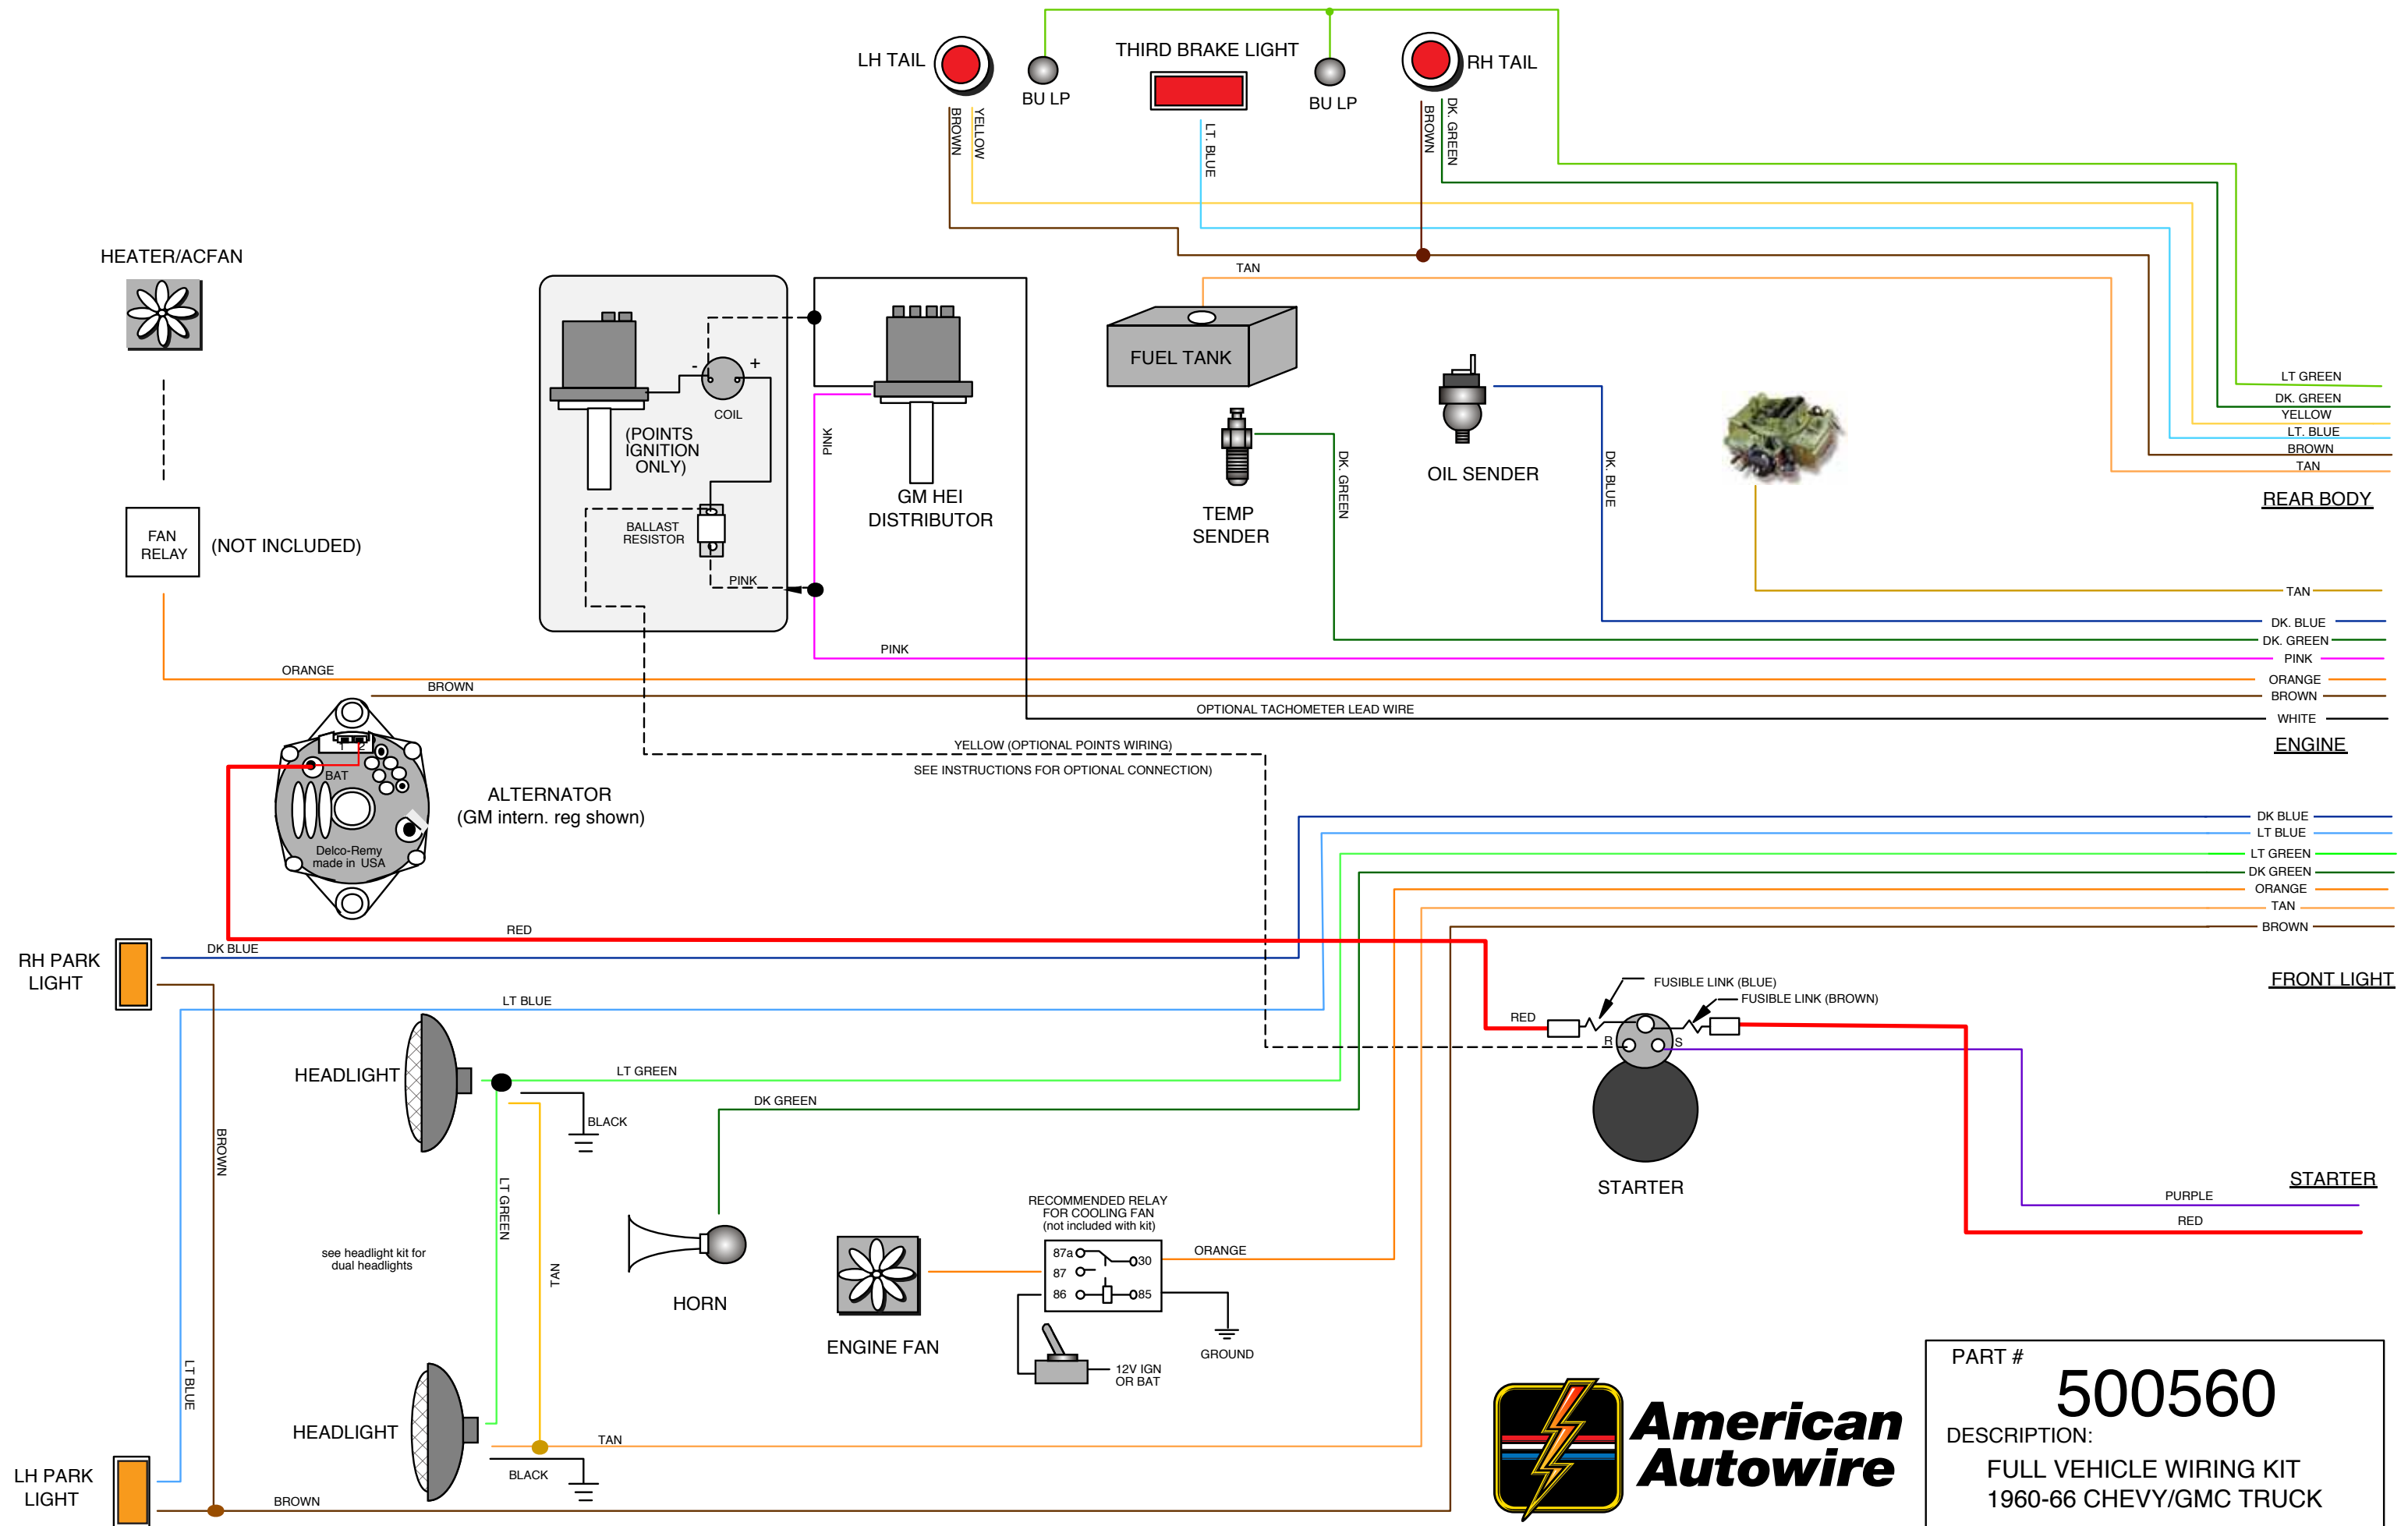 LH TAIL
BU LP
THIRD BRAKE LIGHT
BU LP
RH TAIL
BROWN
YELLOW
LT. BLUE
BROWN
DK. GREEN
HEATER/ACFAN
TAN
FUEL TANK
- +
COIL
(POINTS
IGNITION
ONLY)
PINK
BALLAST
RESISTOR
PINK
GM HEI
DISTRIBUTOR
TEMP
SENDER
DK. GREEN
OIL SENDER
DK. BLUE
LT GREEN
DK. GREEN
YELLOW
LT. BLUE
BROWN
TAN
REAR BODY
FAN
RELAY
(NOT INCLUDED)
TAN
DK. BLUE
DK. GREEN
PINK
PINK
ORANGE
ORANGE
BROWN
BROWN
OPTIONAL TACHOMETER LEAD WIRE
WHITE
ENGINE
YELLOW (OPTIONAL POINTS WIRING)
SEE INSTRUCTIONS FOR OPTIONAL CONNECTION)
1 2
BAT
Delco-Remy
made in USA
ALTERNATOR
(GM intern. reg shown)
DK BLUE
LT BLUE
LT GREEN
DK GREEN
ORANGE
TAN
BROWN
FRONT LIGHT
RED
DK BLUE
RH PARK
LIGHT
LT BLUE
FUSIBLE LINK (BLUE)
FUSIBLE LINK (BROWN)
RED
R S
STARTER
HEADLIGHT
LT GREEN
DK GREEN
BLACK
BROWN
LT GREEN
TAN
see headlight kit for
dual headlights
HORN
ENGINE FAN
RECOMMENDED RELAY
FOR COOLING FAN
(not included with kit)
87a
30
87
86
85
ORANGE
GROUND
12V IGN
OR BAT
STARTER
PURPLE
RED
LT BLUE
HEADLIGHT
TAN
BLACK
LH PARK
LIGHT
BROWN
American
Autowire
PART #
500560
DESCRIPTION:
FULL VEHICLE WIRING KIT
1960-66 CHEVY/GMC TRUCK